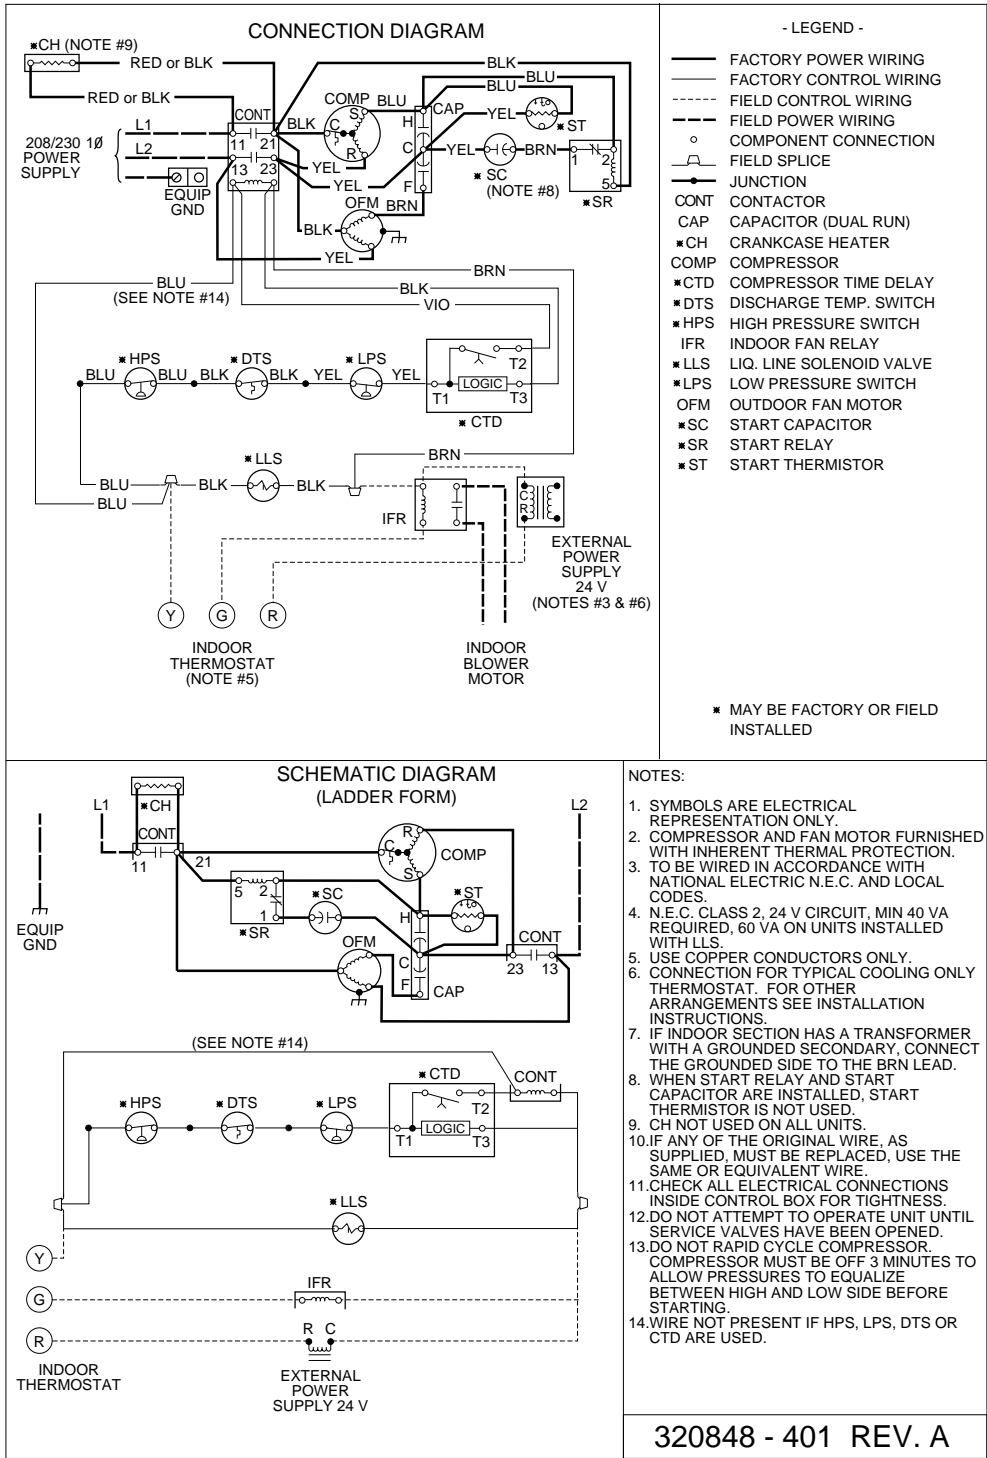 CONNECTION DIAGRAM
*CH (NOTE #9)
RED or BLK
RED or BLK
BLK
BLU
BLU
COMP
BLU
CAP
S
C
R
H
C
F
YEL
*ST
CONT
L1
L2
11
21
13
23
BLK
208/230 1Ø
POWER
SUPPLY
EQUIP
GND
YEL
YEL
YEL
*SC
(NOTE #8)
BRN
1
2
5
*SR
OFM
BRN
BLK
YEL
BRN
BLU
(SEE NOTE #14)
BLK
VIO
*HPS
*DTS
*LPS
BLU
BLU
BLK
BLK
YEL
YEL
T2
LOGIC
T1
T3
*CTD
*LLS
BRN
BLU
BLK
BLK
BLU
IFR
C
R
EXTERNAL
POWER
SUPPLY
24 V
(NOTES #3 & #6)
Y
G
R
INDOOR
THERMOSTAT
(NOTE #5)
INDOOR
BLOWER
MOTOR
- LEGEND -
FACTORY POWER WIRING
FACTORY CONTROL WIRING
FIELD CONTROL WIRING
FIELD POWER WIRING
COMPONENT CONNECTION
FIELD SPLICE
JUNCTION
CONT CONTACTOR
CAP CAPACITOR (DUAL RUN)
*CH CRANKCASE HEATER
COMP COMPRESSOR
*CTD COMPRESSOR TIME DELAY
*DTS DISCHARGE TEMP. SWITCH
*HPS HIGH PRESSURE SWITCH
IFR INDOOR FAN RELAY
*LLS LIQ. LINE SOLENOID VALVE
*LPS LOW PRESSURE SWITCH
OFM OUTDOOR FAN MOTOR
*SC START CAPACITOR
*SR START RELAY
*ST START THERMISTOR
* MAY BE FACTORY OR FIELD
INSTALLED
SCHEMATIC DIAGRAM
(LADDER FORM)
L1
*CH
CONT
11
21
L2
R
C
S
COMP
5
2
1
*SR
*SC
*ST
H
C
F
CAP
OFM
CONT
23
13
EQUIP
GND
(SEE NOTE #14)
*CTD
CONT
*HPS
*DTS
*LPS
T2
LOGIC
T1
T3
*LLS
Y
G
IFR
R
R C
INDOOR
THERMOSTAT
EXTERNAL
POWER
SUPPLY 24 V
NOTES:
1. SYMBOLS ARE ELECTRICAL
REPRESENTATION ONLY.
2. COMPRESSOR AND FAN MOTOR FURNISHED
WITH INHERENT THERMAL PROTECTION.
3. TO BE WIRED IN ACCORDANCE WITH
NATIONAL ELECTRIC N.E.C. AND LOCAL
CODES.
4. N.E.C. CLASS 2, 24 V CIRCUIT, MIN 40 VA
REQUIRED, 60 VA ON UNITS INSTALLED
WITH LLS.
5. USE COPPER CONDUCTORS ONLY.
6. CONNECTION FOR TYPICAL COOLING ONLY
THERMOSTAT. FOR OTHER
ARRANGEMENTS SEE INSTALLATION
INSTRUCTIONS.
7. IF INDOOR SECTION HAS A TRANSFORMER
WITH A GROUNDED SECONDARY, CONNECT
THE GROUNDED SIDE TO THE BRN LEAD.
8. WHEN START RELAY AND START
CAPACITOR ARE INSTALLED, START
THERMISTOR IS NOT USED.
9. CH NOT USED ON ALL UNITS.
10.IF ANY OF THE ORIGINAL WIRE, AS
SUPPLIED, MUST BE REPLACED, USE THE
SAME OR EQUIVALENT WIRE.
11.CHECK ALL ELECTRICAL CONNECTIONS
INSIDE CONTROL BOX FOR TIGHTNESS.
12.DO NOT ATTEMPT TO OPERATE UNIT UNTIL
SERVICE VALVES HAVE BEEN OPENED.
13.DO NOT RAPID CYCLE COMPRESSOR.
COMPRESSOR MUST BE OFF 3 MINUTES TO
ALLOW PRESSURES TO EQUALIZE
BETWEEN HIGH AND LOW SIDE BEFORE
STARTING.
14.WIRE NOT PRESENT IF HPS, LPS, DTS OR
CTD ARE USED.
320848 - 401 REV. A